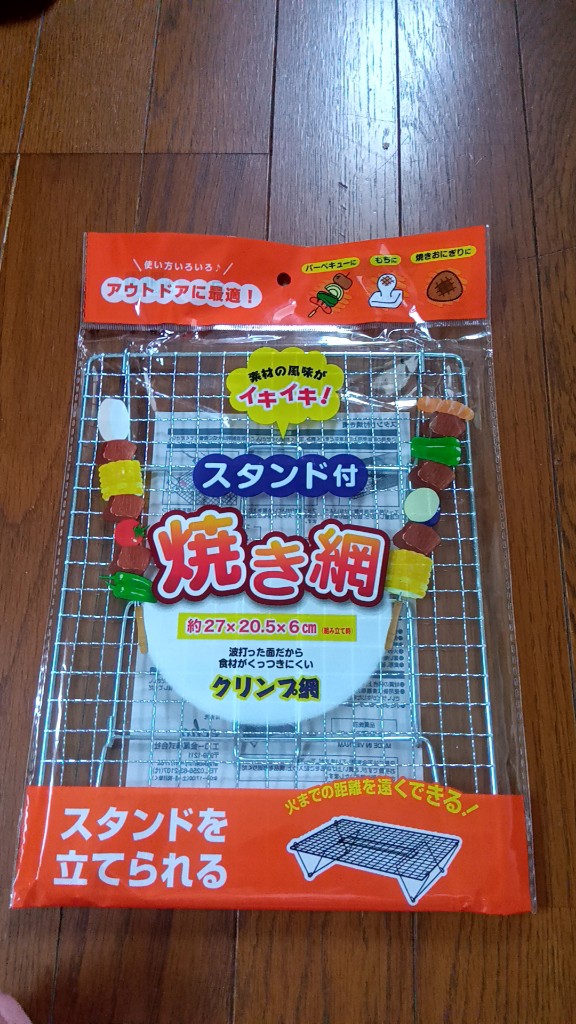 使い方いろいろ♪
アウトドアに最適！
バーベキューに
もちに
焼きおにぎりに
素材の風味が
イキイキ！
スタンド付
焼き網
約27×20.5×6cm（組み立て時）
波打った面だから
食材がくっつきにくい
クリンプ網
火までの距離を遠くできる！
スタンドを
立てられる
MADE IN VIETNAM